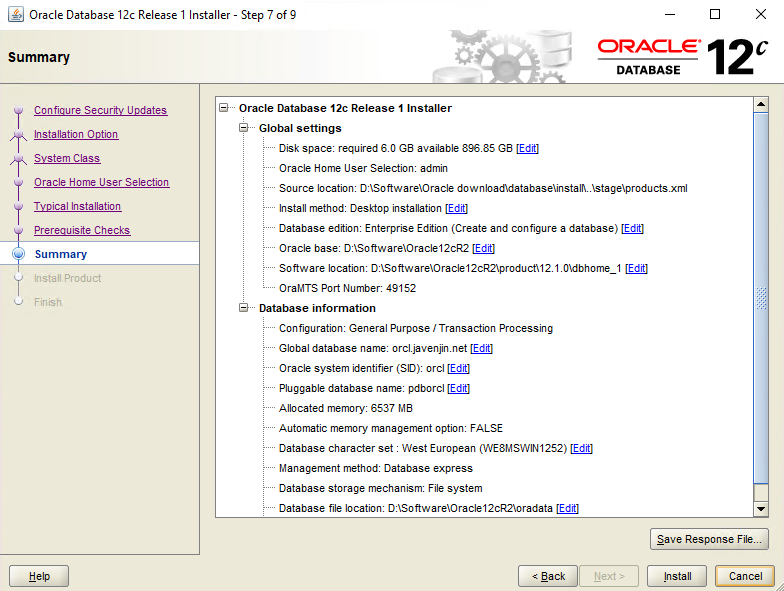 Oracle Database 12c Release 1 Installer - Step 7 of 9
Summary
ORACLE®
DATABASE
12c
Configure Security Updates
Installation Option
System Class
Oracle Home User Selection
Typical Installation
Prerequisite Checks
Summary
Install Product
Finish
Oracle Database 12c Release 1 Installer
Global settings
Disk space: required 6.0 GB available 896.85 GB [Edit]
Oracle Home User Selection: admin
Source location: D:\Software\Oracle download\database\install\..\stage\products.xml
Install method: Desktop installation [Edit]
Database edition: Enterprise Edition (Create and configure a database) [Edit]
Oracle base: D:\Software\Oracle12cR2 [Edit]
Software location: D:\Software\Oracle12cR2\product\12.1.0\dbhome_1 [Edit]
OraMTS Port Number: 49152
Database information
Configuration: General Purpose / Transaction Processing
Global database name: orcl.javenjin.net [Edit]
Oracle system identifier (SID): orcl [Edit]
Pluggable database name: pdborcl [Edit]
Allocated memory: 6537 MB
Automatic memory management option: FALSE
Database character set : West European (WE8MSWIN1252) [Edit]
Management method: Database express
Database storage mechanism: File system
Database file location: D:\Software\Oracle12cR2\oradata [Edit]
Save Response File...
Help
< Back
Next >
Install
Cancel